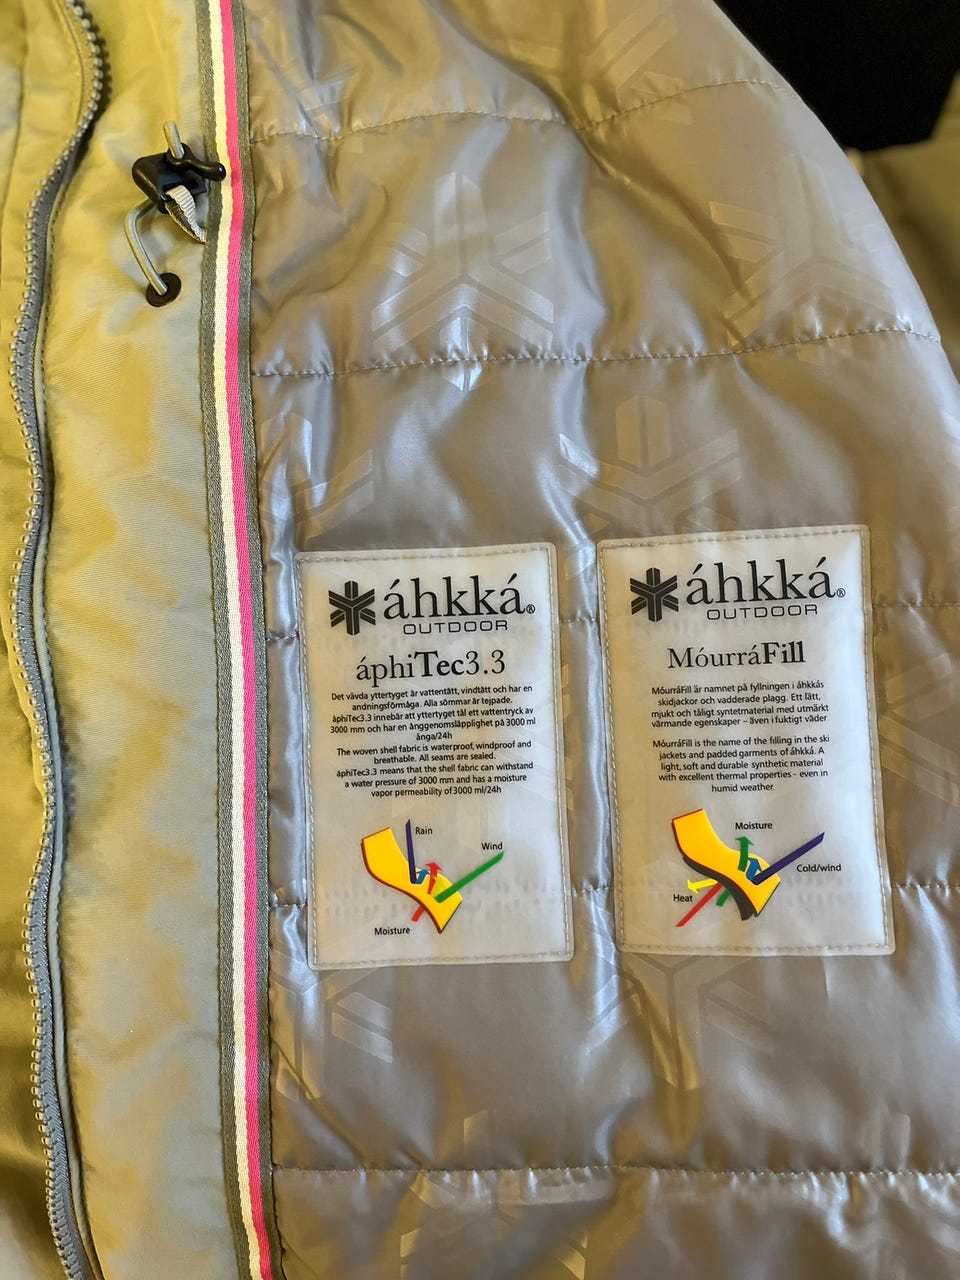 áhkká®
OUTDOOR
áphiTec3.3
Det vävda yttertyget är vattentätt, vindtätt och har en
andningsförmåga. Alla sömmar är tejpade.
áphiTec3.3 innebär att yttertyget tål ett vattentryck av
3000 mm och har en ånggenomsläpplighet på 3000 ml
ånga/24h
The woven shell fabric is waterproof, windproof and
breathable. All seams are sealed.
áphiTec3.3 means that the shell fabric can withstand
a water pressure of 3000 mm and has a moisture
vapor permeability of 3000 ml/24h
Rain
Wind
Moisture
áhkká®
OUTDOOR
MóurráFill
MóurráFill är namnet på fyllningen i áhkkás
skidjackor och vadderade plagg. Ett lätt,
mjukt och tåligt syntetmaterial med utmärkt
värmande egenskaper – även i fuktigt väder.
MóurráFill is the name of the filling in the ski
jackets and padded garments of áhkká. A
light, soft and durable synthetic material
with excellent thermal properties - even in
humid weather.
Moisture
Cold/wind
Heat